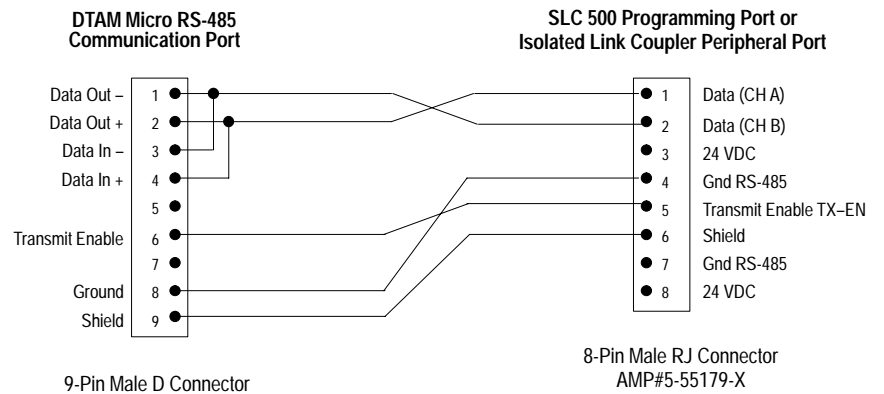 DTAM Micro RS-485
Communication Port
SLC 500 Programming Port or
Isolated Link Coupler Peripheral Port
Data Out – 1
Data Out + 2
Data In – 3
Data In + 4
5
Transmit Enable 6
7
Ground 8
Shield 9
1 Data (CH A)
2 Data (CH B)
3 24 VDC
4 Gnd RS-485
5 Transmit Enable TX–EN
6 Shield
7 Gnd RS-485
8 24 VDC
9-Pin Male D Connector
8-Pin Male RJ Connector
AMP#5-55179-X